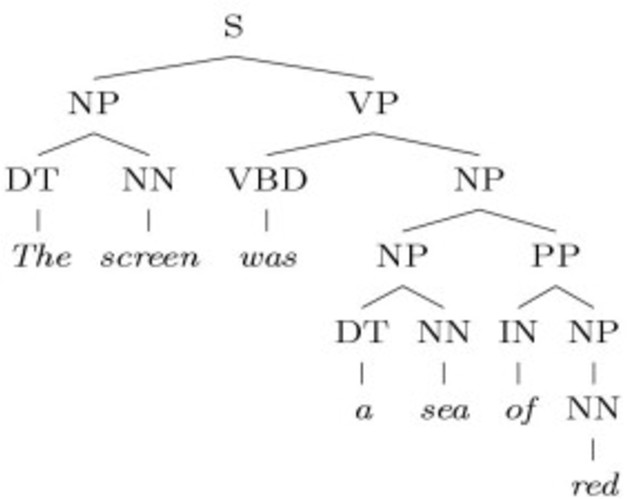 S
NP VP
DT NN VBD NP
The screen was NP PP
DT NN IN NP
a sea of NN
red